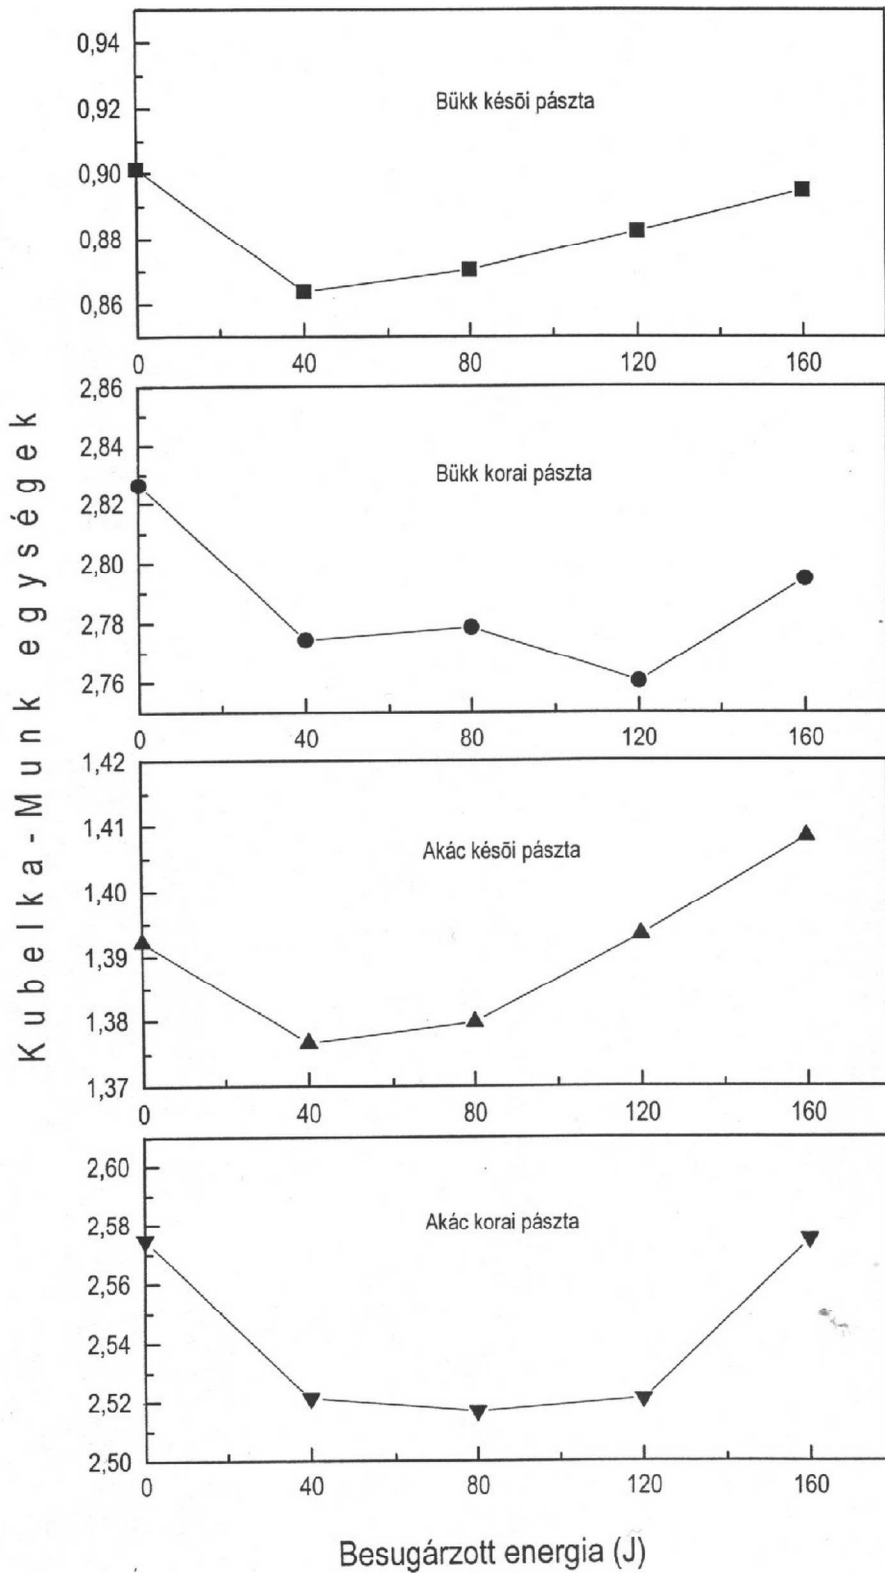 Kubelka-Munk egységek
0,94
0,92
0,90
0,88
0,86
Bükk késõi pászta
0 40 80 120 160
2,86
2,84
2,82
2,80
2,78
2,76
Bükk korai pászta
0 40 80 120 160
1,42
1,41
1,40
1,39
1,38
1,37
Akác késõi pászta
0 40 80 120 160
2,60
2,58
2,56
2,54
2,52
2,50
Akác korai pászta
0 40 80 120 160
Besugárzott energia (J)